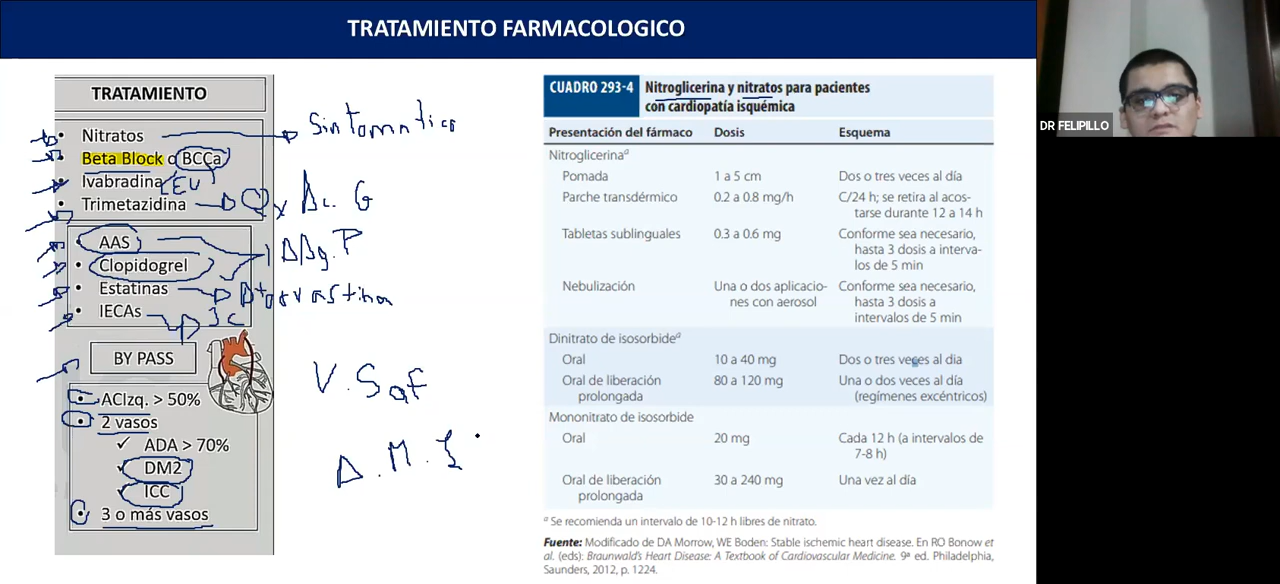 TRATAMIENTO FARMACOLOGICO
TRATAMIENTO
• Nitratos
• Beta Block o BCCa
• Ivabradina
• Trimetazidina
• AAS
• Clopidogrel
• Estatinas
• IECAs
BY PASS
• ACIzq. > 50%
• 2 vasos
✓ ADA > 70%
✓ DM2
✓ ICC
• 3 o más vasos
Sintomatico
Ac. G
Atorvastina
V. Saf
A. M. I
CUADRO 293-4 Nitroglicerina y nitratos para pacientes
con cardiopatía isquémica
Presentación del fármaco Dosis Esquema
Nitroglicerinaª
Pomada 1 a 5 cm Dos o tres veces al día
Parche transdérmico 0.2 a 0.8 mg/h C/24 h; se retira al acos-
tarse durante 12 a 14 h
Tabletas sublinguales 0.3 a 0.6 mg Conforme sea necesario,
hasta 3 dosis a interva-
los de 5 min
Nebulización Una o dos aplicacio- Conforme sea necesario,
nes con aerosol hasta 3 dosis a
intervalos de 5 min
Dinitrato de isosorbideª
Oral 10 a 40 mg Dos o tres veces al dia
Oral de liberación 80 a 120 mg Una o dos veces al día
prolongada (regímenes excéntricos)
Mononitrato de isosorbide
Oral 20 mg Cada 12 h (a intervalos de
7-8 h)
Oral de liberación 30 a 240 mg Una vez al día
prolongada
ª Se recomienda un intervalo de 10-12 h libres de nitrato.
Fuente: Modificado de DA Morrow, WE Boden: Stable ischemic heart disease. En RO Bonow et
al. (eds): Braunwald's Heart Disease: A Textbook of Cardiovascular Medicine. 9ª ed. Philadelphia,
Saunders, 2012, p. 1224.
DR FELIPILLO